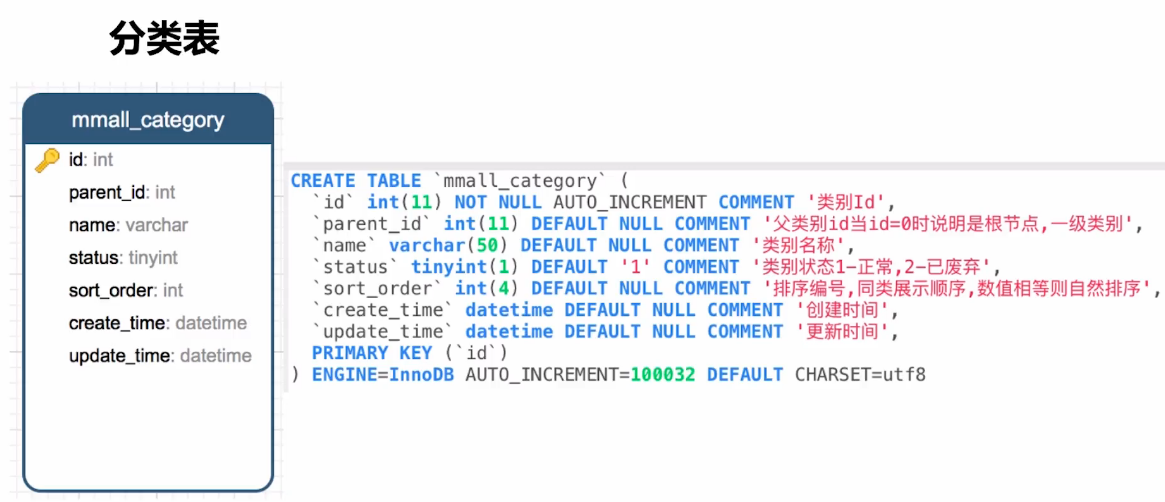 分类表
mmall_category
id: int
parent_id: int
name: varchar
status: tinyint
sort_order: int
create_time: datetime
update_time: datetime
CREATE TABLE `mmall_category` (
`id` int(11) NOT NULL AUTO_INCREMENT COMMENT '类别Id',
`parent_id` int(11) DEFAULT NULL COMMENT '父类别id当id=0时说明是根节点,一级类别',
`name` varchar(50) DEFAULT NULL COMMENT '类别名称',
`status` tinyint(1) DEFAULT '1' COMMENT '类别状态1-正常,2-已废弃',
`sort_order` int(4) DEFAULT NULL COMMENT '排序编号,同类展示顺序,数值相等则自然排序',
`create_time` datetime DEFAULT NULL COMMENT '创建时间',
`update_time` datetime DEFAULT NULL COMMENT '更新时间',
PRIMARY KEY (`id`)
) ENGINE=InnoDB AUTO_INCREMENT=100032 DEFAULT CHARSET=utf8